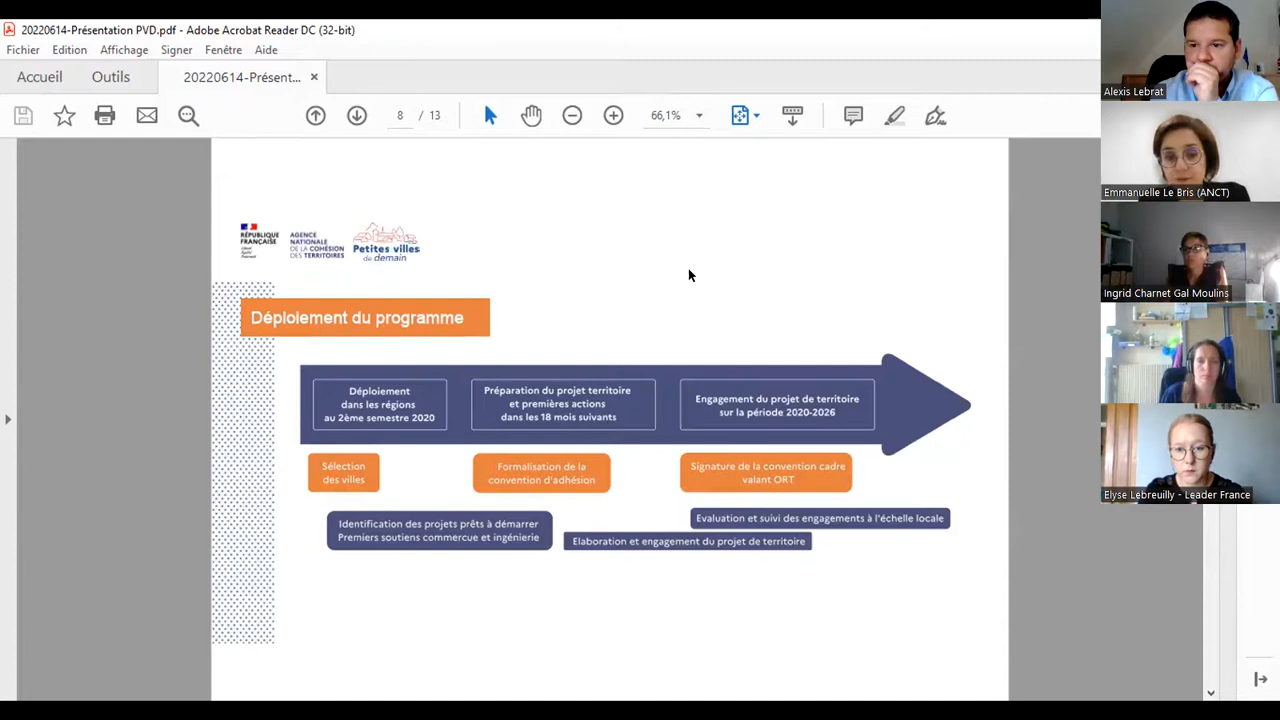 20220614-Présentation PVD.pdf - Adobe Acrobat Reader DC (32-bit)
Fichier Edition Affichage Signer Fenêtre Aide
Accueil Outils 20220614-Présent... ×
8 / 13 66,1%
RÉPUBLIQUE
FRANÇAISE
Liberté
Égalité
Fraternité
AGENCE
NATIONALE
DE LA COHÉSION
DES TERRITOIRES
Petites villes
de demain
Déploiement du programme
Déploiement
dans les régions
au 2ème semestre 2020
Préparation du projet territoire
et premières actions
dans les 18 mois suivants
Engagement du projet de territoire
sur la période 2020-2026
Sélection
des villes
Formalisation de la
convention d'adhésion
Signature de la convention cadre
valant ORT
Identification des projets prêts à démarrer
Premiers soutiens commercue et ingénierie
Evaluation et suivi des engagements à l'échelle locale
Elaboration et engagement du projet de territoire
Alexis Lebrat
Emmanuelle Le Bris (ANCT)
Ingrid Charnet Gal Moulins
Elyse Lebreuilly - Leader France